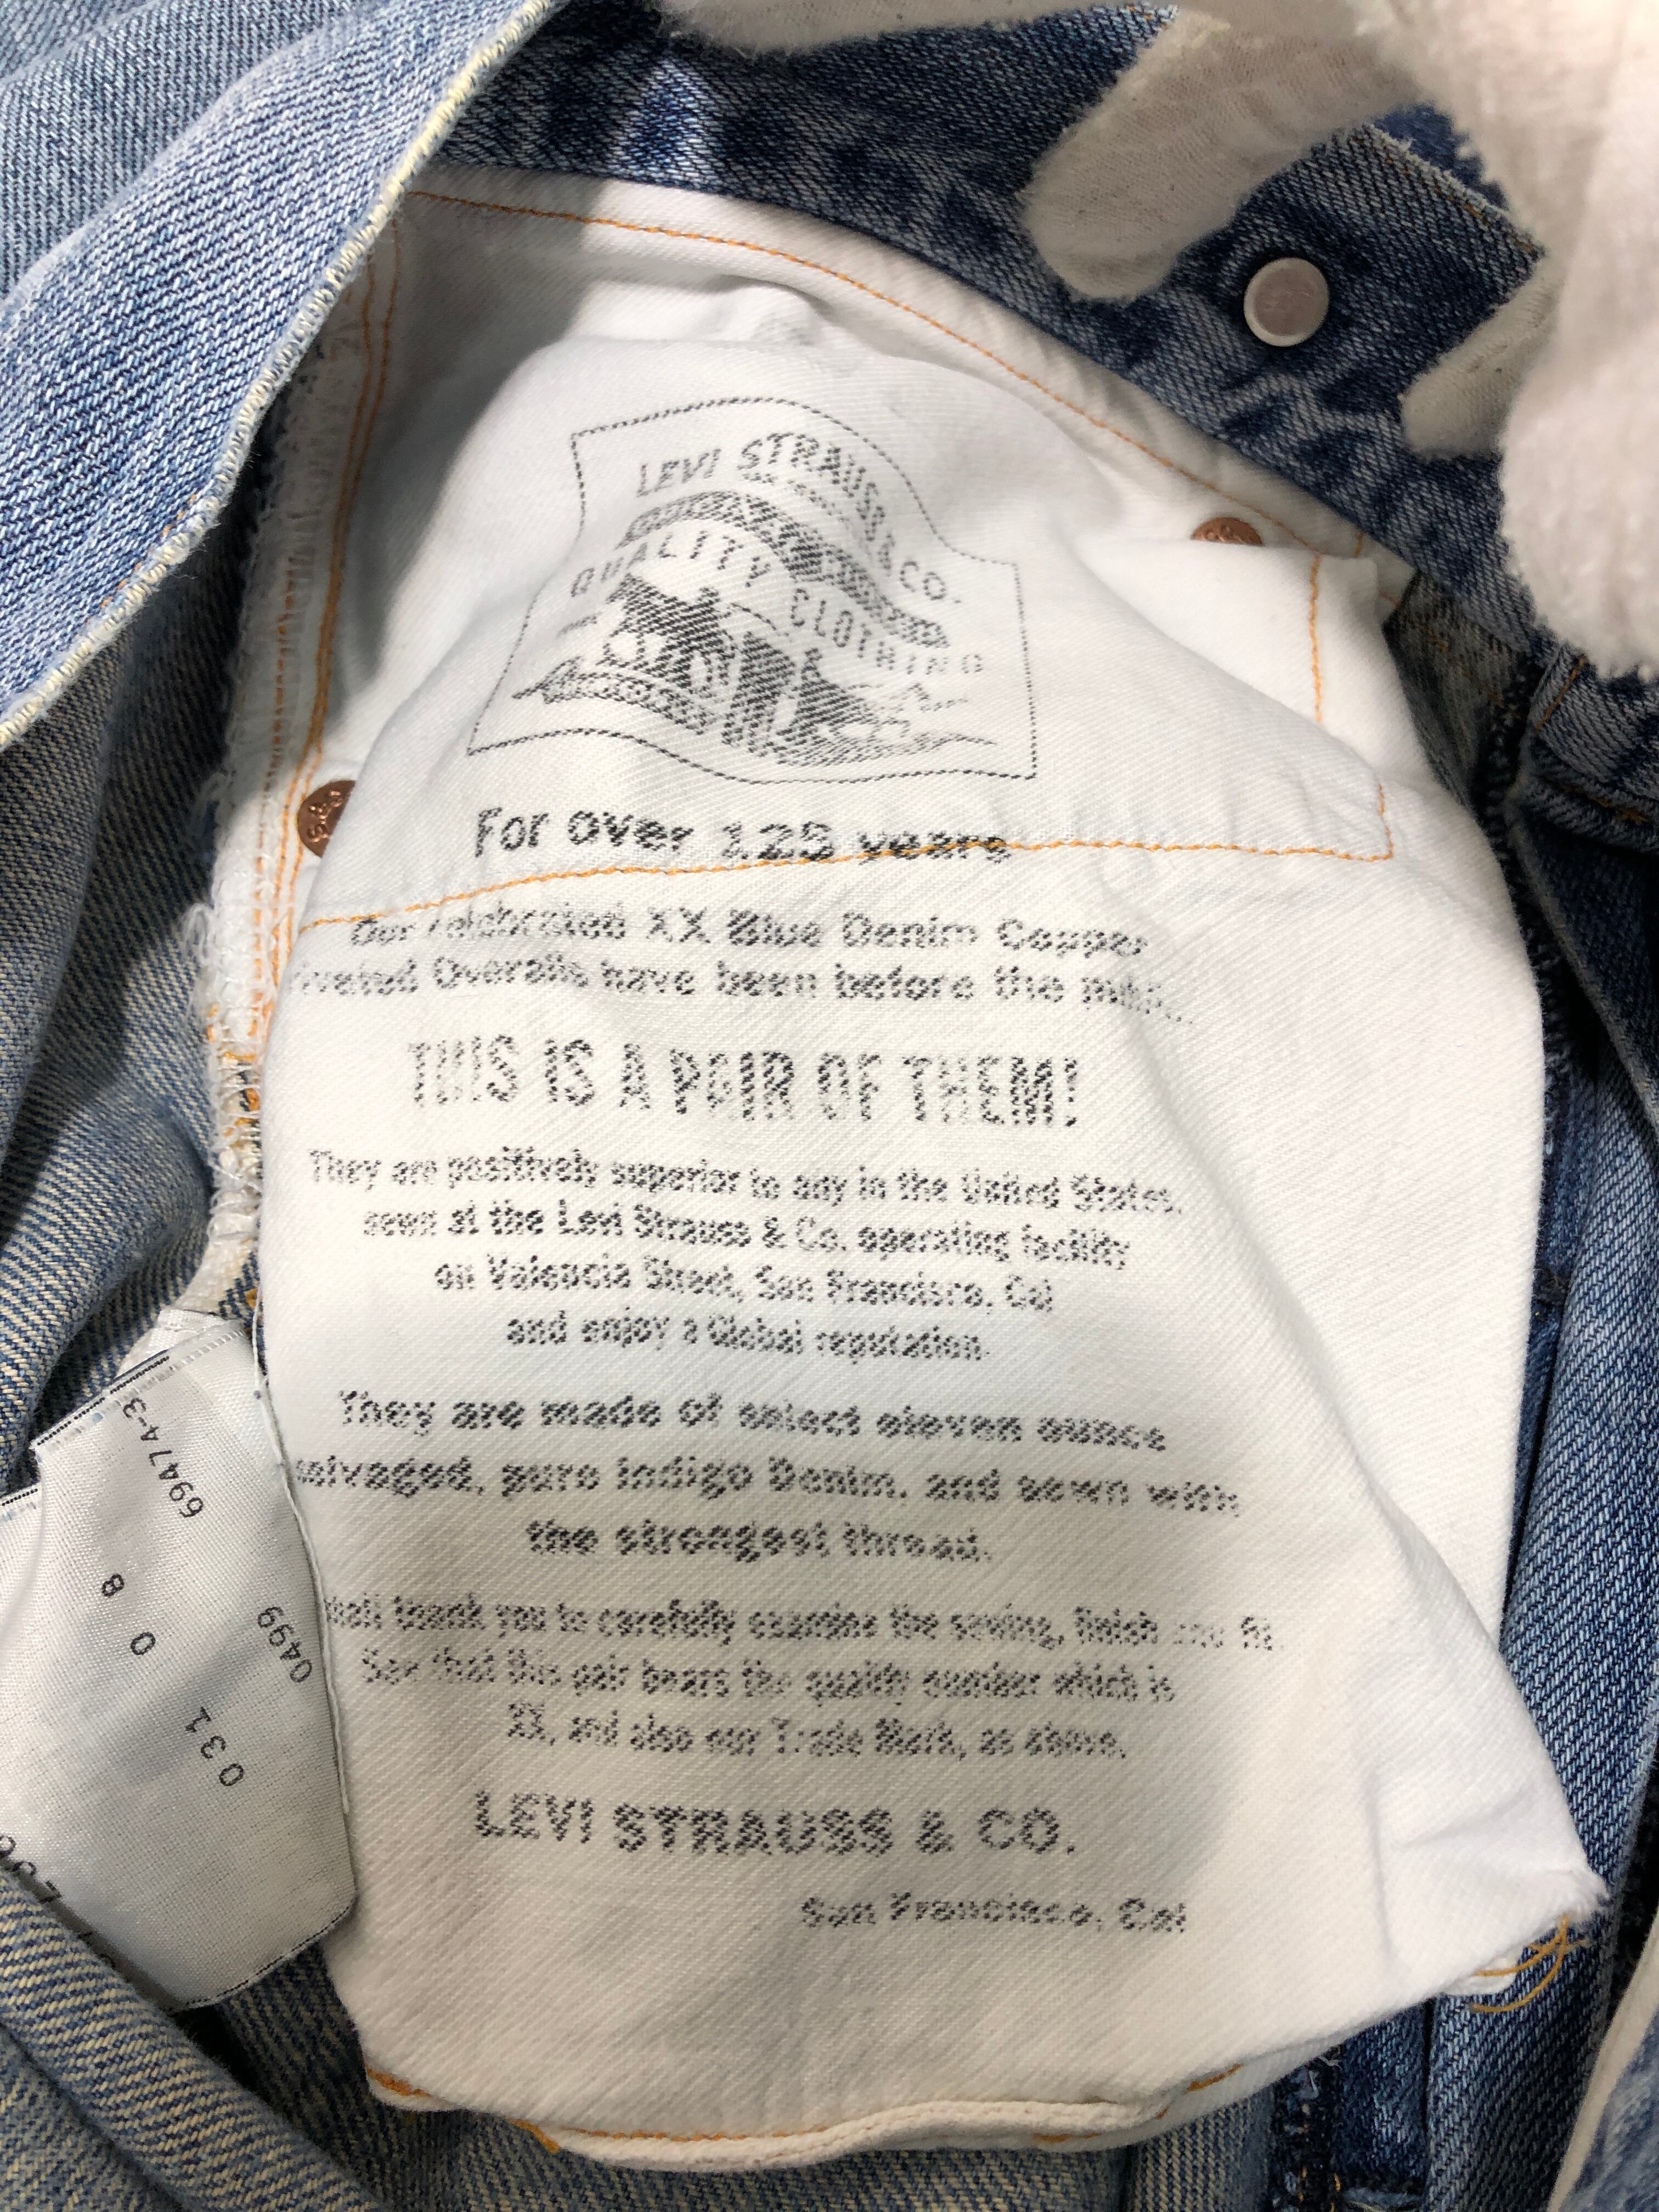 LEVI STRAUSS & CO.
QUALITY CLOTHING
For over 125 years
Our Celebrated XX Blue Denim Copper
iveted Overalls have been before the
THIS IS A PAIR OF THEM!
They are positively superior to any in the United States,
sewn at the Levi Strauss & Co. operating facility
on Valencia Street, San Francisco, Cal
and enjoy a Global reputation.
They are made of select eleven ounce
elvaged, pure indigo Denim, and sewn with
the strongest thread.
hall thank you to carefully examine the sewing, finish and fit.
See that this pair bears the quality number which is
XX, and also our Trade Mark, as above.
LEVI STRAUSS & CO.
San Francisco, Cal
69474-3
0 8
0499
031